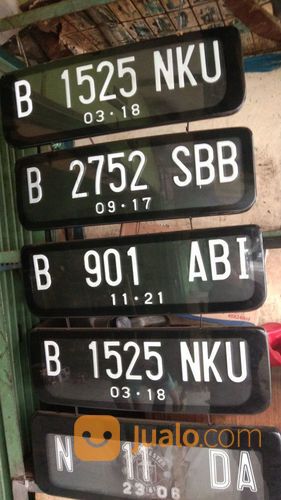 B 1525 NKU
03·18
B 2752 SBB
09·17
B 901 ABI
11·21
B 1525 NKU
03·18
N 11 DA
23·06
jualo.com